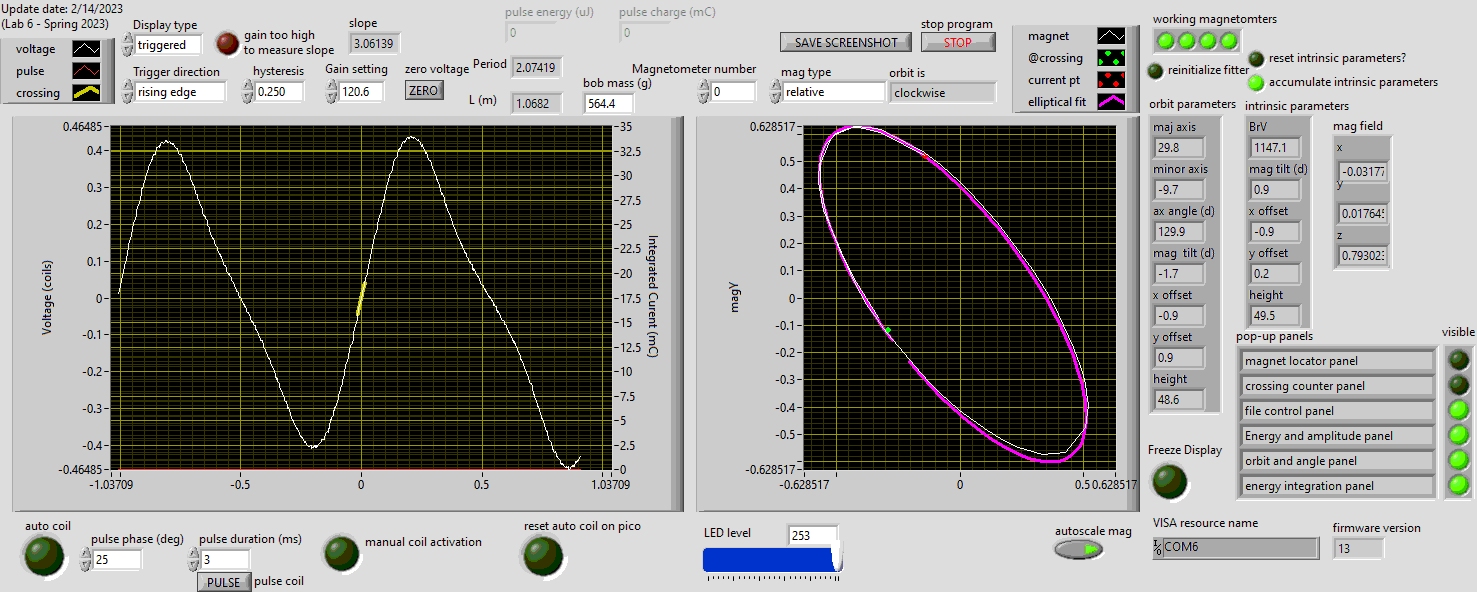 Update date: 2/14/2023
(Lab 6 - Spring 2023)
voltage
pulse
crossing
Display type
triggered
gain too high
to measure slope
slope
3.06139
Trigger direction
rising edge
hysteresis
0.250
Gain setting
120.6
zero voltage
ZERO
pulse energy (uJ)
0
pulse charge (mC)
0
Period
2.07419
L (m)
1.0682
bob mass (g)
564.4
Magnetometer number
0
mag type
relative
orbit is
clockwise
SAVE SCREENSHOT
stop program
STOP
magnet
@crossing
current pt
elliptical fit
working magnetomters
reinitialize fitter
reset intrinsic parameters?
accumulate intrinsic parameters
orbit parameters
maj axis
29.8
minor axis
-9.7
ax angle (d)
129.9
mag tilt (d)
-1.7
x offset
-0.9
y offset
0.9
height
48.6
intrinsic parameters
BrV
1147.1
mag tilt (d)
0.9
x offset
-0.9
y offset
0.2
height
49.5
mag field
x
-0.03177
y
0.01764
z
0.79302
pop-up panels
visible
magnet locator panel
crossing counter panel
file control panel
Energy and amplitude panel
orbit and angle panel
energy integration panel
Freeze Display
Voltage (coils)
0.46485
0.4
0.3
0.2
0.1
0
-0.1
-0.2
-0.3
-0.4
-0.46485
-1.03709
-0.5
0
0.5
1.03709
35
32.5
30
27.5
25
22.5
20
17.5
15
12.5
10
7.5
5
2.5
0
Integrated Curent (mC)
magY
0.628517
0.5
0.4
0.3
0.2
0.1
0
-0.1
-0.2
-0.3
-0.4
-0.5
-0.628517
-0.628517
0
0.5
0.628517
auto coil
pulse phase (deg)
25
pulse duration (ms)
3
PULSE
pulse coil
manual coil activation
reset auto coil on pico
LED level
253
autoscale mag
VISA resource name
COM6
firmware version
13